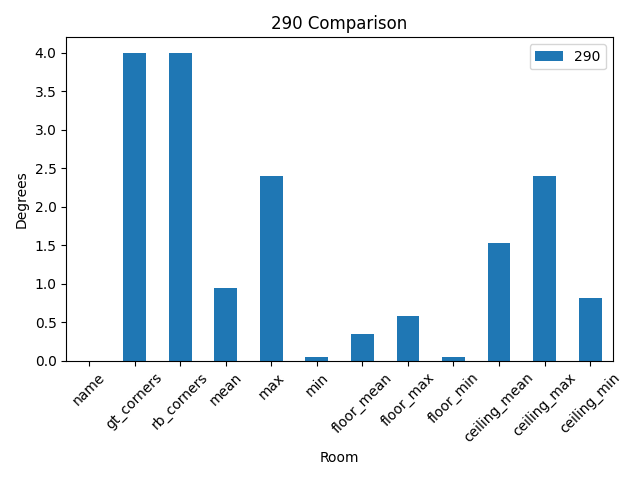 290 Comparison
290
Degrees
4.0
3.5
3.0
2.5
2.0
1.5
1.0
0.5
0.0
name
gt_corners
rb_corners
mean
max
min
floor_mean
floor_max
floor_min
ceiling_mean
ceiling_max
ceiling_min
Room